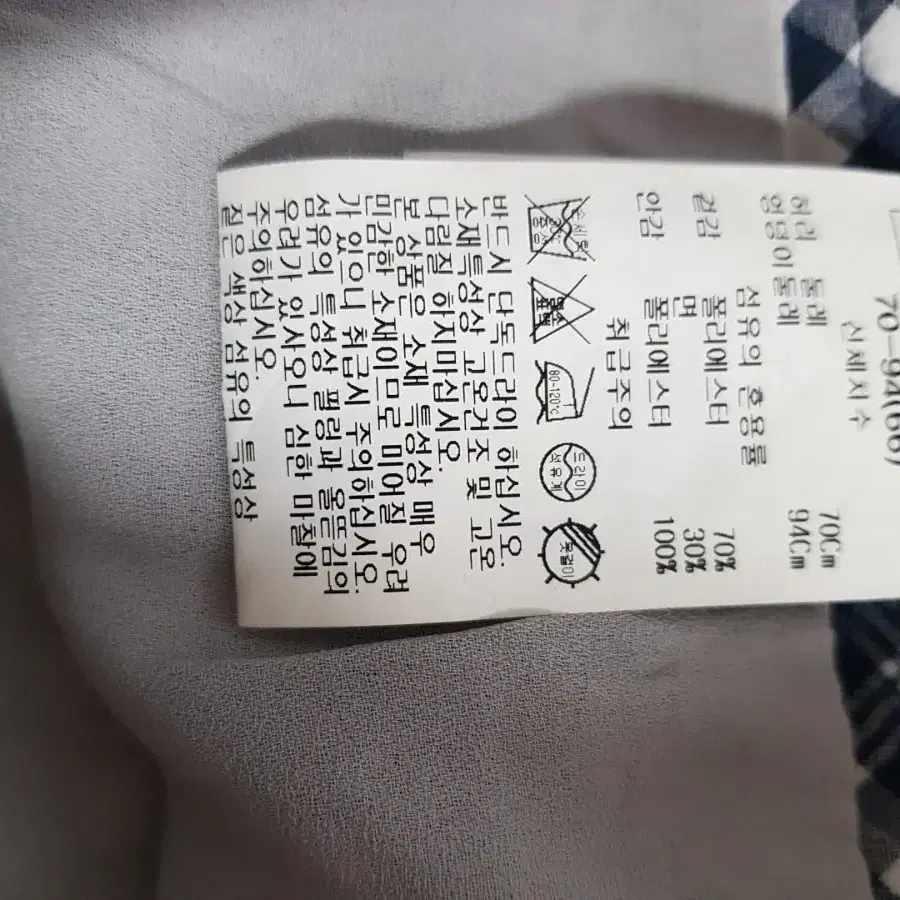 70-94(66)
신체치수
허리 둘레 70Cm
엉덩이둘레 94Cm
섬유의 혼용률
겉감 폴리에스터 70%
면 30%
안감 폴리에스터 100%
취급주의
80~120℃
드라이
석유계
옷걸이
반드시 단독드라이 하십시오.
소재특성상 고온건조 및 고온
다림질 하지마십시오.
본 상품은 소재 특성상 매우
민감한 소재이므로 미어질 우려
가 있으니 취급시 주의하십시오.
섬유의 특성상 필링과 올뜯김의
우려가 있사오니 심한 마찰에
주의하십시오.
짙은 색상 섬유의 특성상